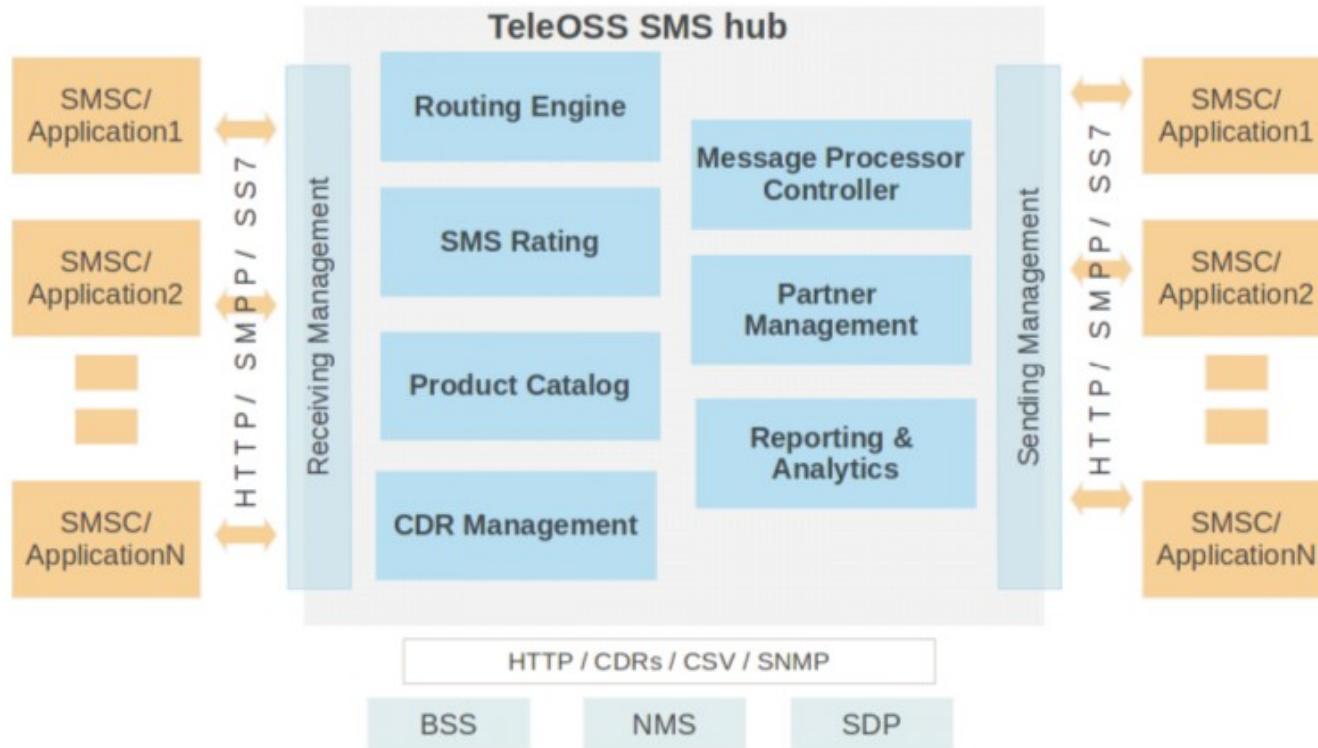 TeleOSS SMS hub
SMSC/
Application1
SMSC/
Application2
SMSC/
ApplicationN
HTTP/ SMPP/ SS7
Receiving Management
Routing Engine
SMS Rating
Product Catalog
CDR Management
Message Processor
Controller
Partner
Management
Reporting &
Analytics
Sending Management
HTTP/ SMPP/ SS7
SMSC/
Application1
SMSC/
Application2
SMSC/
ApplicationN
HTTP / CDRs / CSV / SNMP
BSS
NMS
SDP